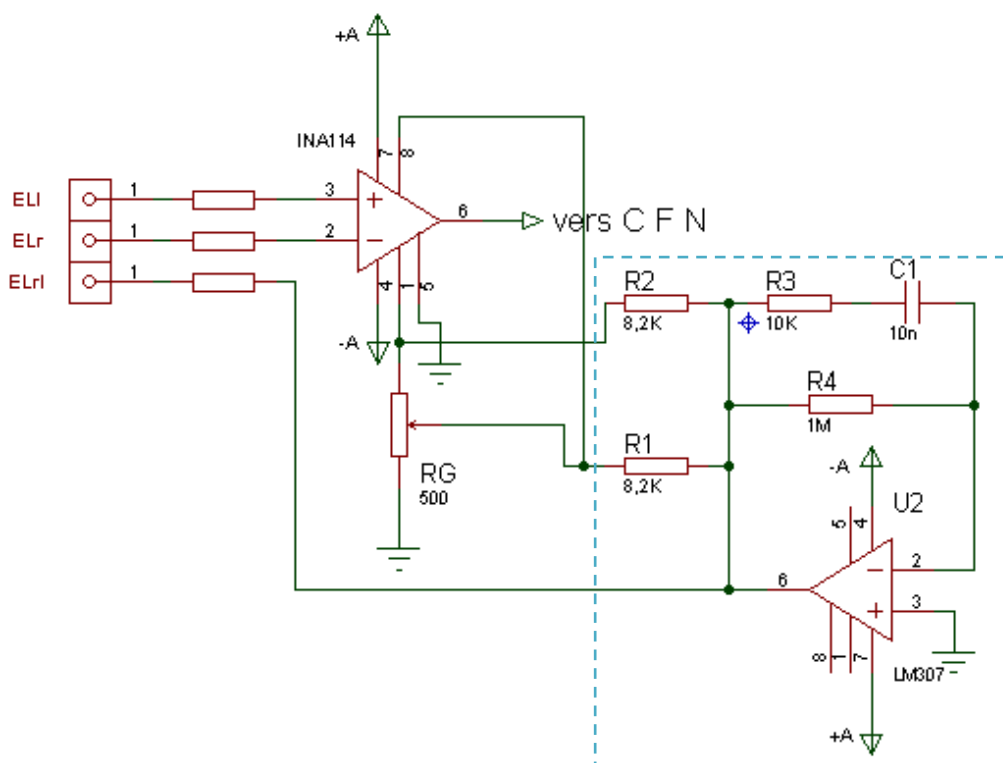 +A
INA114
7
8
ELl
1
3
ELr
1
2
6
vers C F N
ELrl
1
4
1
5
-A
R2
8,2K
R3
10K
C1
10n
R4
1M
RG
500
R1
8,2K
-A
U2
5
4
6
2
3
8
1
7
LM307
+A